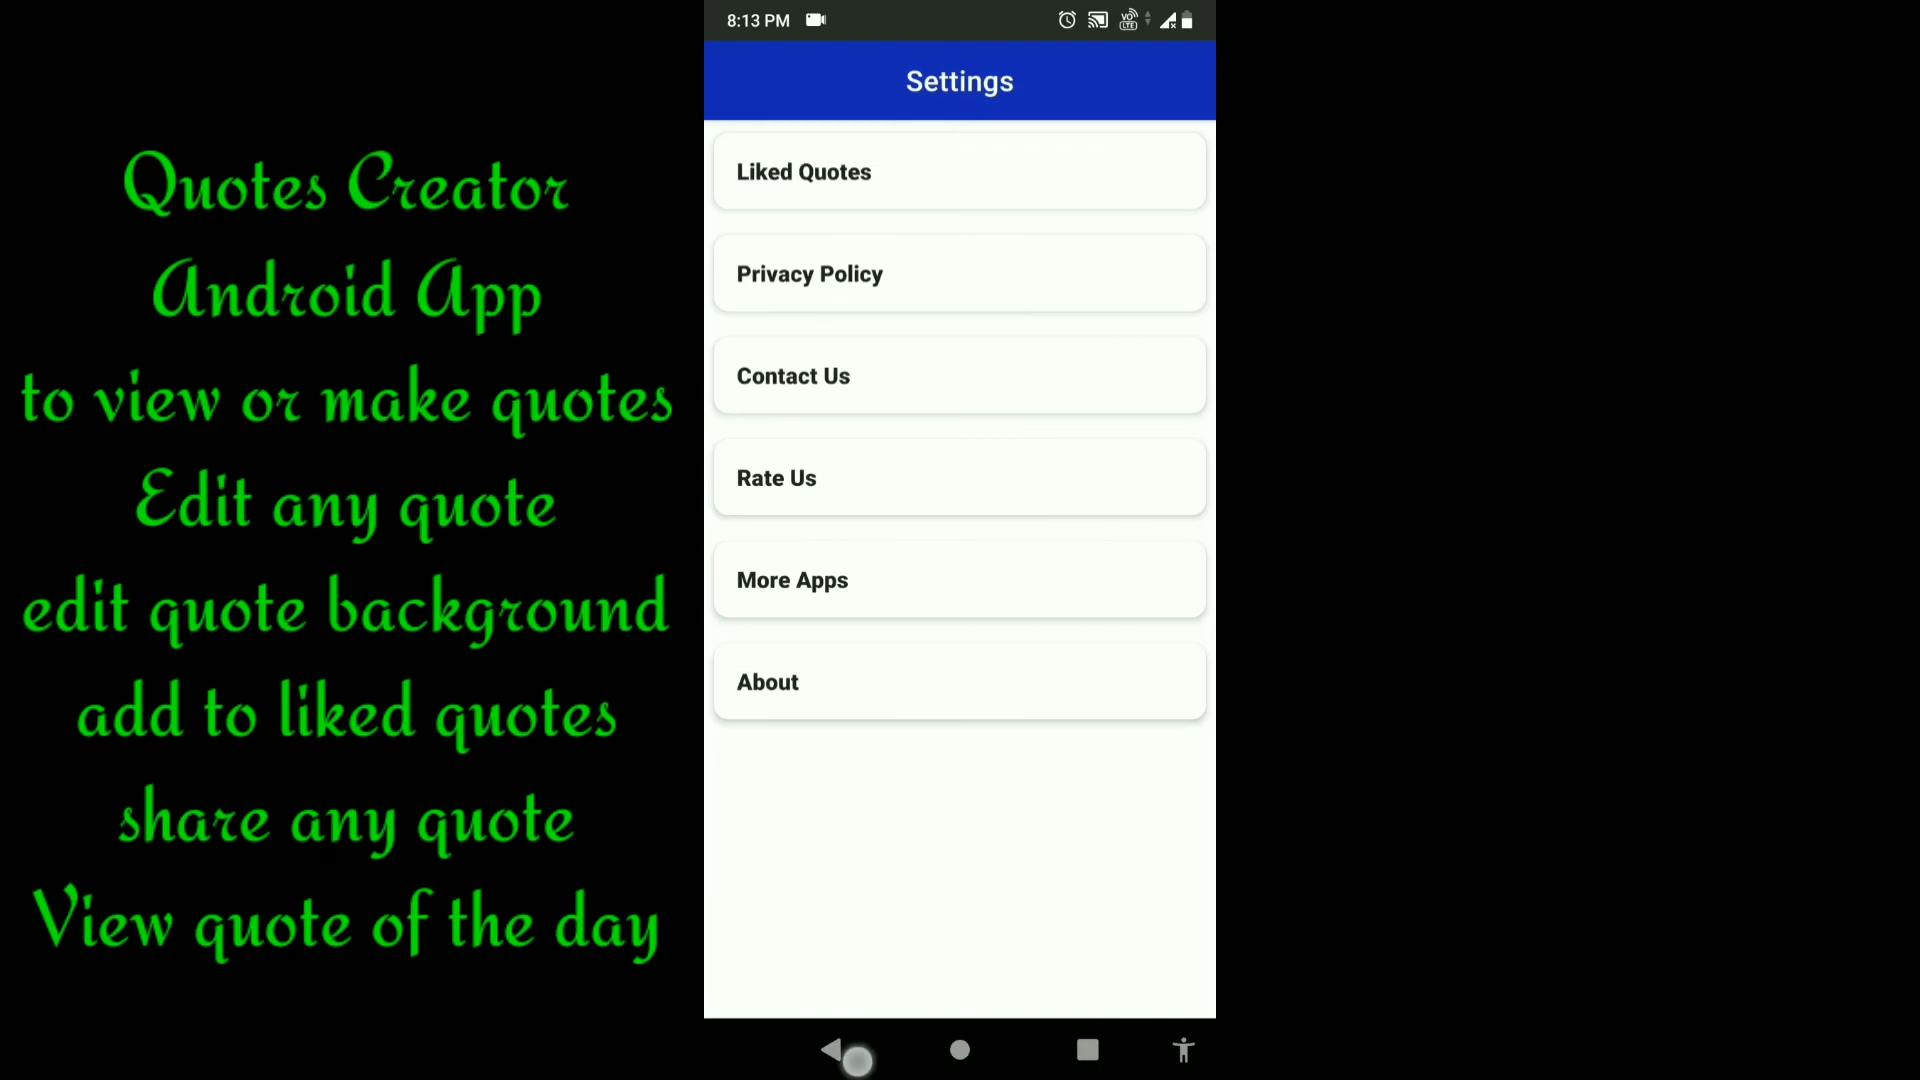 8:13 PM
VO LTE
Settings
Liked Quotes
Privacy Policy
Contact Us
Rate Us
More Apps
About
Quotes Creator
Android App
to view or make quotes
Edit any quote
edit quote background
add to liked quotes
share any quote
View quote of the day